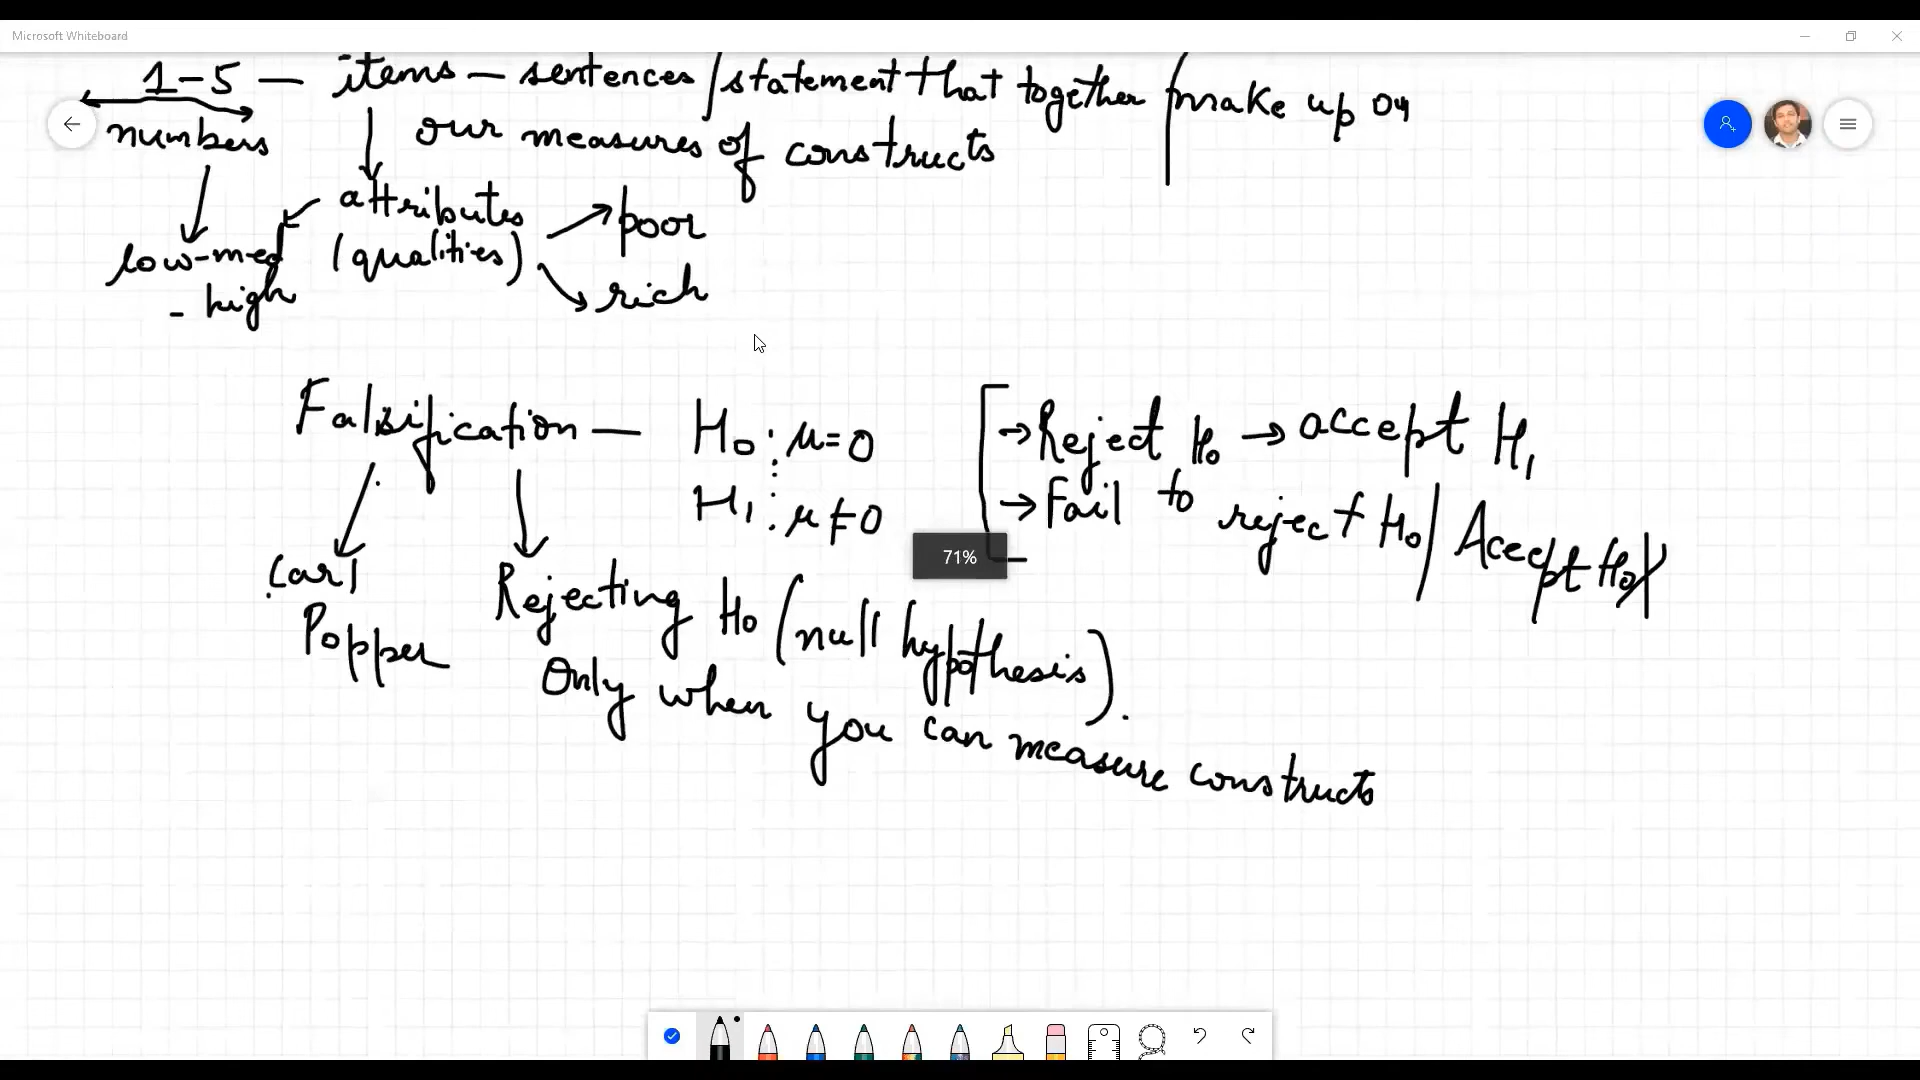 Microsoft Whiteboard
1-5 — items — sentences/statement that together make up
numbers our measures of constructs
attributes poor
low-med (qualities)
- high rich
Falsification — H0 : μ=0 → Reject H0 → accept H1
H1 : μ≠0 → Fail to reject H0 / Accept H0
71%
Carl Rejecting H0 (null hypothesis).
Popper Only when you can measure constructs